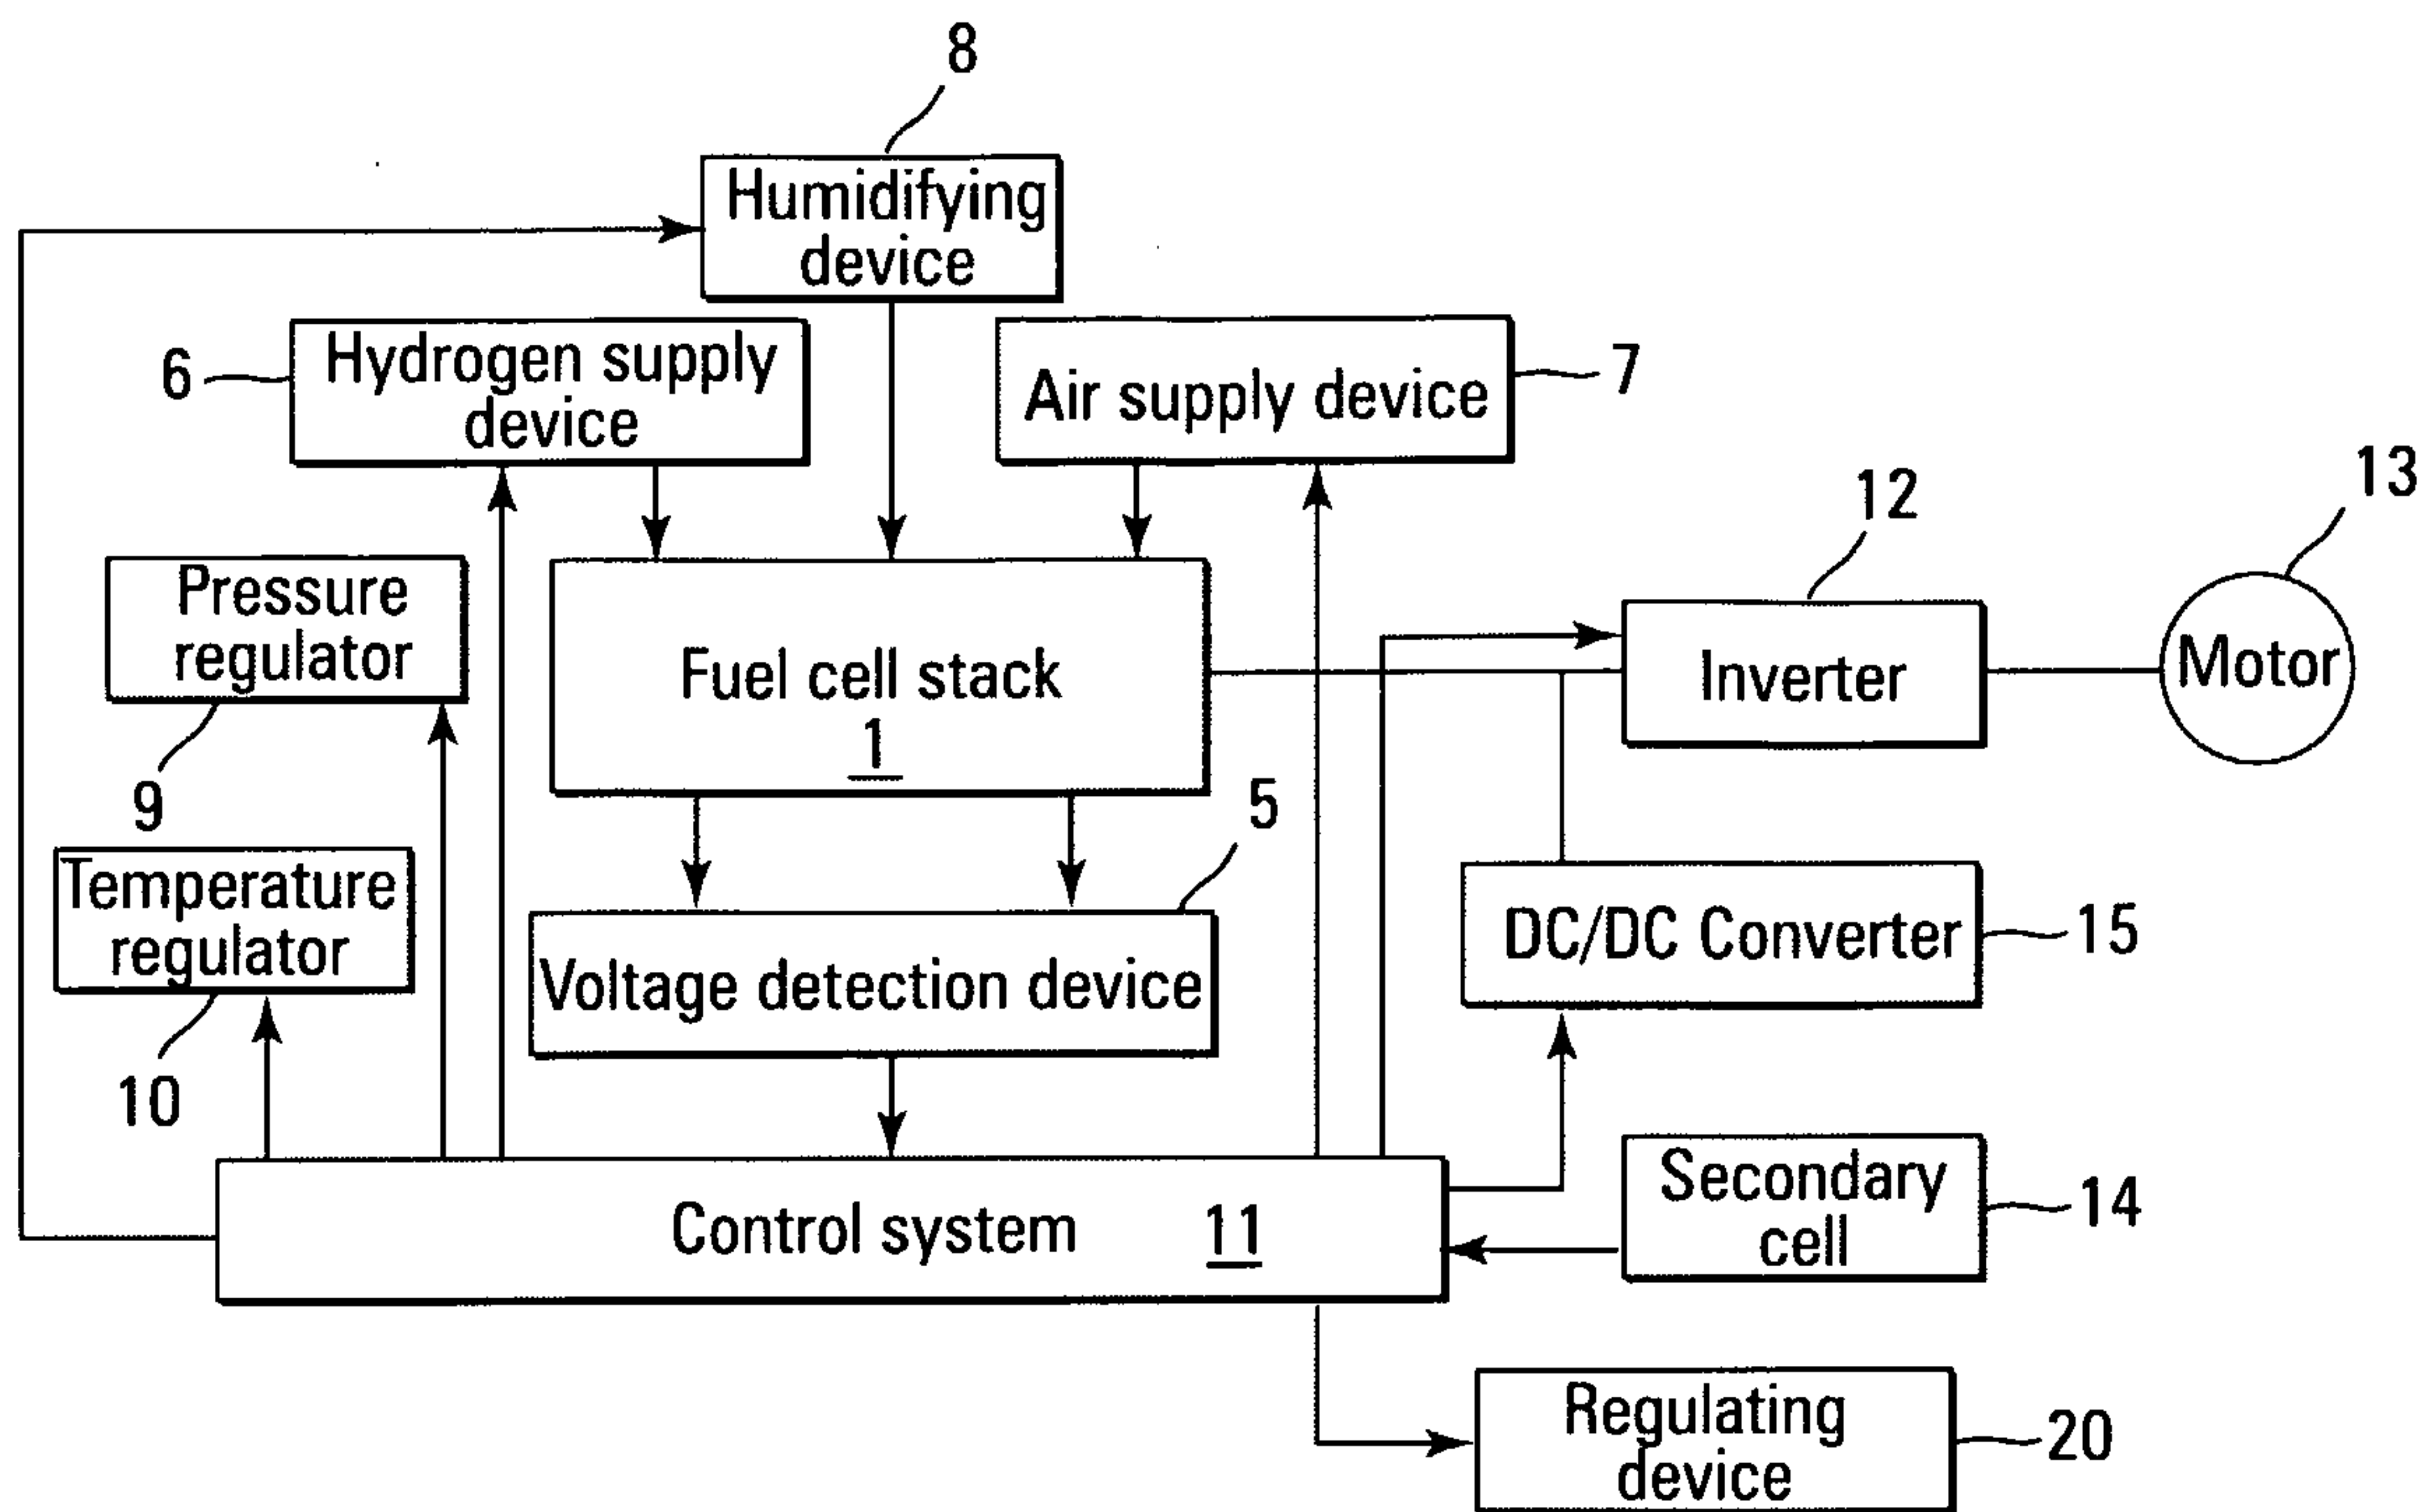 8
Humidifying
device
6
Hydrogen supply
device
Air supply device
7
Pressure
regulator
9
Fuel cell stack
1
12
Inverter
13
Motor
Temperature
regulator
10
5
Voltage detection device
DC/DC Converter
15
Control system 11
Secondary
cell
14
Regulating
device
20